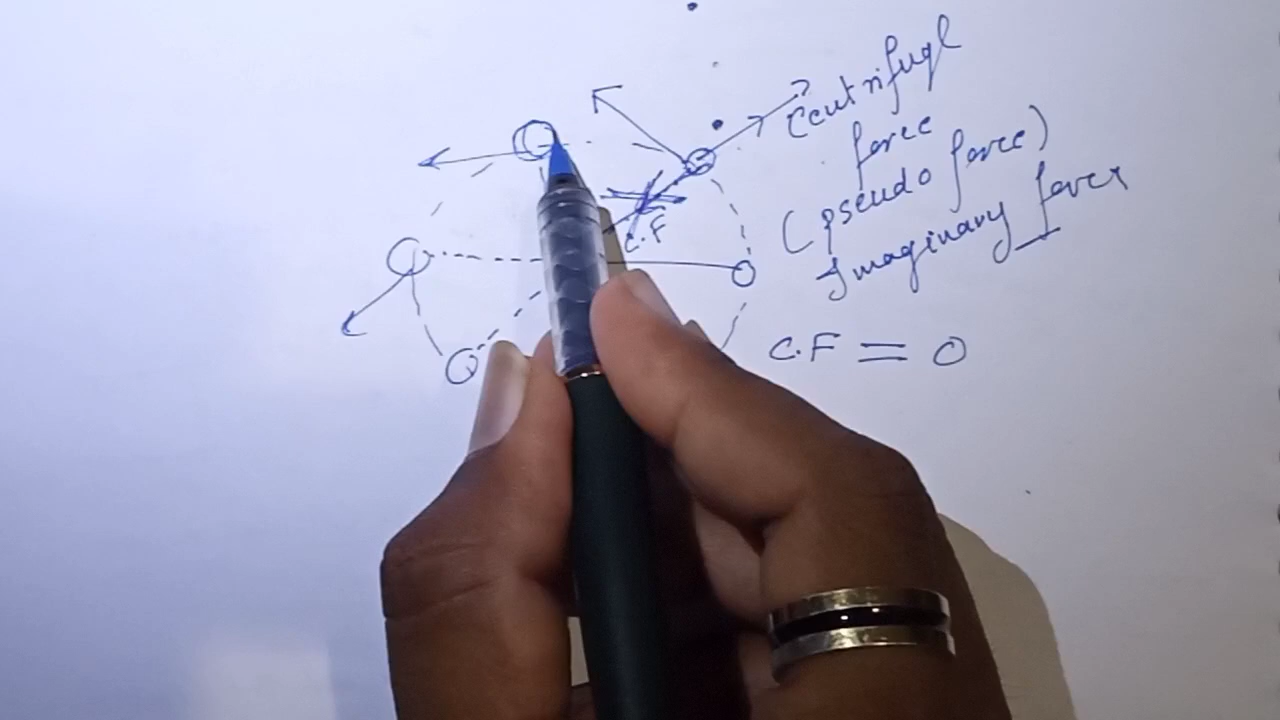 Centrifugl
force
(pseudo force)
Imaginary force
C.F
C.F = 0